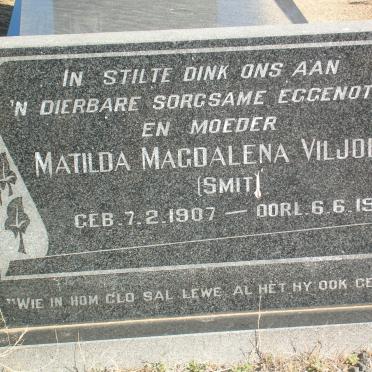 IN STILTE DINK ONS AAN
'N DIERBARE SORGSAME EGGENOT
EN MOEDER
MATILDA MAGDALENA VILJO
(SMIT)
GEB. 7.2.1907 — OORL. 6.6.19
"WIE IN HOM GLO SAL LEWE AL HET HY OOK GE